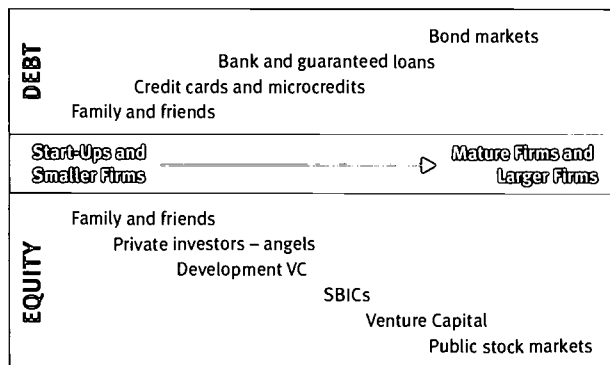 DEBT
Bond markets
Bank and guaranteed loans
Credit cards and microcredits
Family and friends
Start-Ups and
Smaller Firms
Mature Firms and
Larger Firms
EQUITY
Family and friends
Private investors – angels
Development VC
SBICs
Venture Capital
Public stock markets